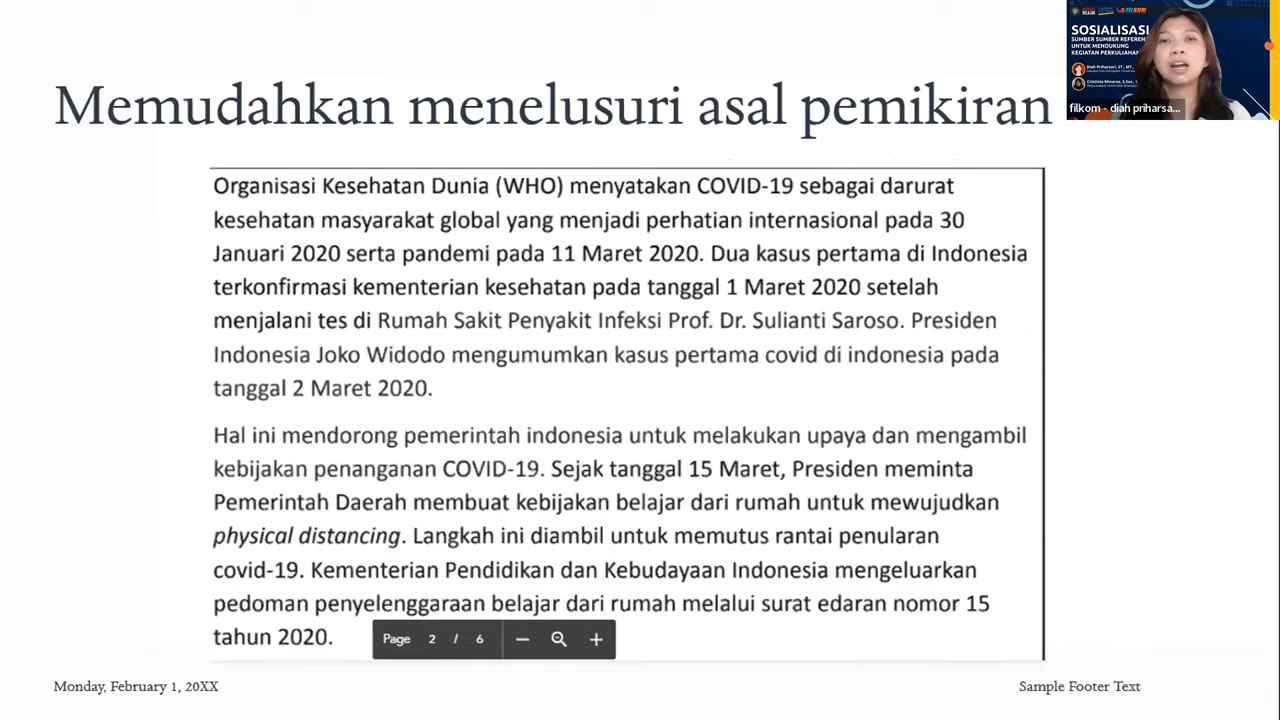 Memudahkan menelusuri asal pemikiran
SOSIALISASI
SUMBER SUMBER REFEREN
UNTUK MENDUKUNG
KEGIATAN PERKULIAHAN
filkom - diah priharsa...
Organisasi Kesehatan Dunia (WHO) menyatakan COVID-19 sebagai darurat
kesehatan masyarakat global yang menjadi perhatian internasional pada 30
Januari 2020 serta pandemi pada 11 Maret 2020. Dua kasus pertama di Indonesia
terkonfirmasi kementerian kesehatan pada tanggal 1 Maret 2020 setelah
menjalani tes di Rumah Sakit Penyakit Infeksi Prof. Dr. Sulianti Saroso. Presiden
Indonesia Joko Widodo mengumumkan kasus pertama covid di indonesia pada
tanggal 2 Maret 2020.
Hal ini mendorong pemerintah indonesia untuk melakukan upaya dan mengambil
kebijakan penanganan COVID-19. Sejak tanggal 15 Maret, Presiden meminta
Pemerintah Daerah membuat kebijakan belajar dari rumah untuk mewujudkan
physical distancing. Langkah ini diambil untuk memutus rantai penularan
covid-19. Kementerian Pendidikan dan Kebudayaan Indonesia mengeluarkan
pedoman penyelenggaraan belajar dari rumah melalui surat edaran nomor 15
tahun 2020.
Page 2 / 6
Monday, February 1, 20XX
Sample Footer Text